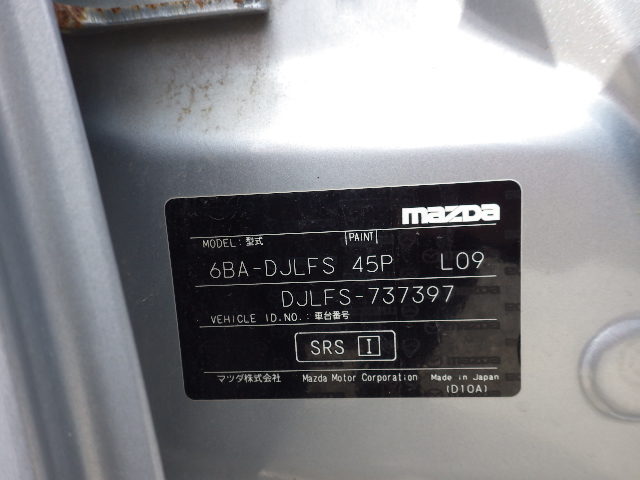 mazda
MODEL: 型式 PAINT
6BA-DJLFS 45P L09
DJLFS-737397
VEHICLE ID.NO.: 車台番号
SRS I
マツダ株式会社 Mazda Motor Corporation Made in Japan
(D10A)